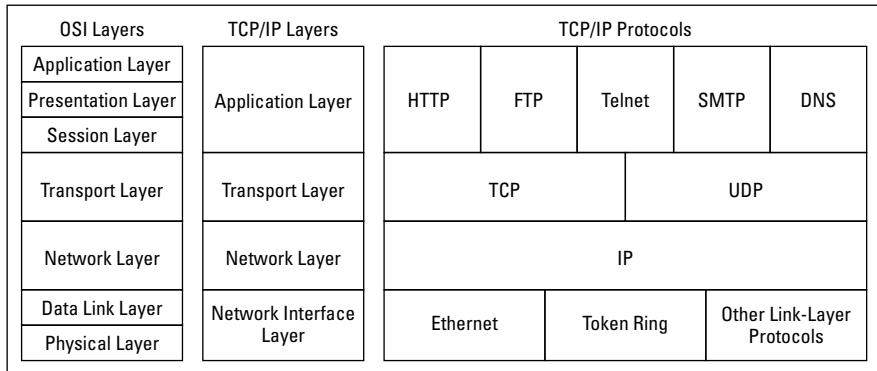 OSI Layers
TCP/IP Layers
TCP/IP Protocols
Application Layer
Presentation Layer
Session Layer
Application Layer
HTTP
FTP
Telnet
SMTP
DNS
Transport Layer
Transport Layer
TCP
UDP
Network Layer
Network Layer
IP
Data Link Layer
Physical Layer
Network Interface
Layer
Ethernet
Token Ring
Other Link-Layer
Protocols